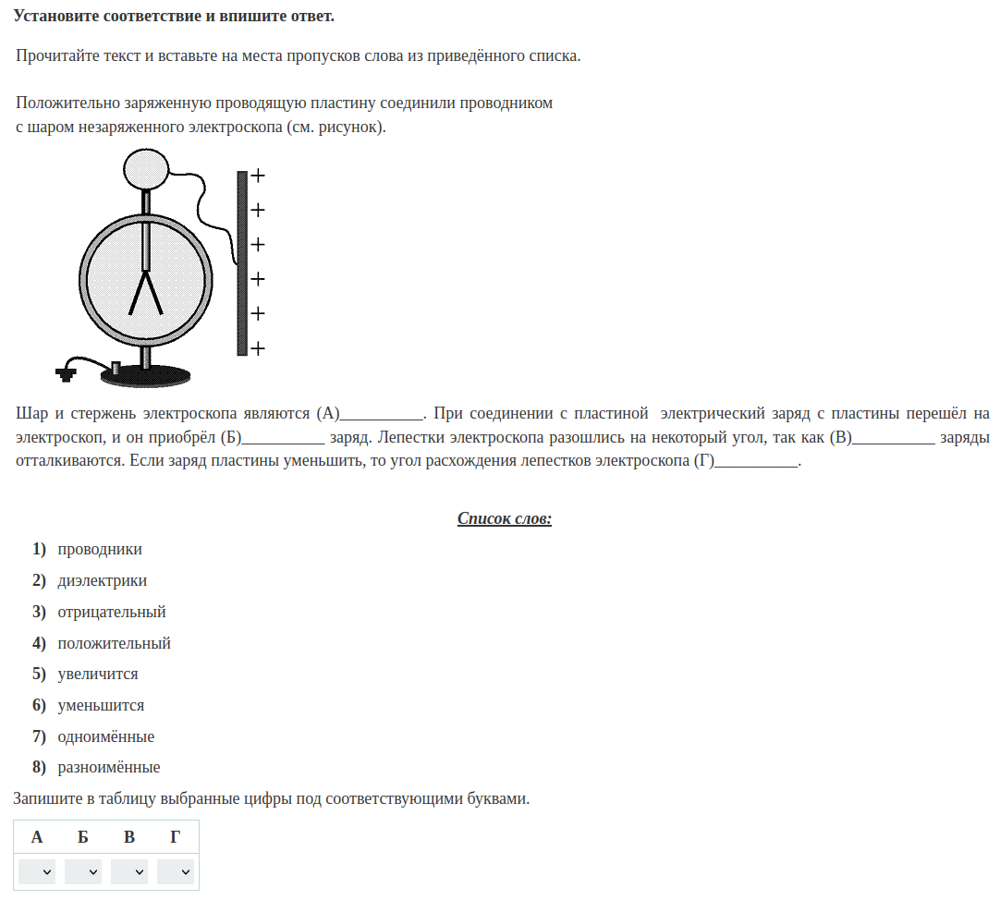 Установите соответствие и впишите ответ.
Прочитайте текст и вставьте на места пропусков слова из приведённого списка.
Положительно заряженную проводящую пластину соединили проводником
с шаром незаряженного электроскопа (см. рисунок).
+
+
+
+
+
+
Шар и стержень электроскопа являются (А)__________. При соединении с пластиной электрический заряд с пластины перешёл на
электроскоп, и он приобрёл (Б)__________ заряд. Лепестки электроскопа разошлись на некоторый угол, так как (В)__________ заряды
отталкиваются. Если заряд пластины уменьшить, то угол расхождения лепестков электроскопа (Г)__________.
Список слов:
1) проводники
2) диэлектрики
3) отрицательный
4) положительный
5) увеличится
6) уменьшится
7) одноимённые
8) разноимённые
Запишите в таблицу выбранные цифры под соответствующими буквами.
А Б В Г